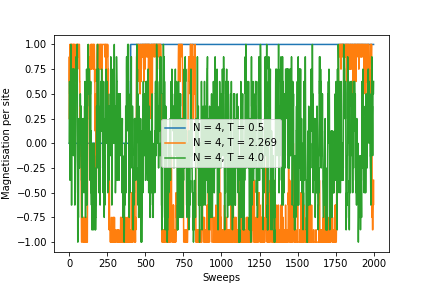 1.00
0.75
0.50
0.25
0.00
−0.25
−0.50
−0.75
−1.00
Magnetisation per site
N = 4, T = 0.5
N = 4, T = 2.269
N = 4, T = 4.0
0 250 500 750 1000 1250 1500 1750 2000
Sweeps